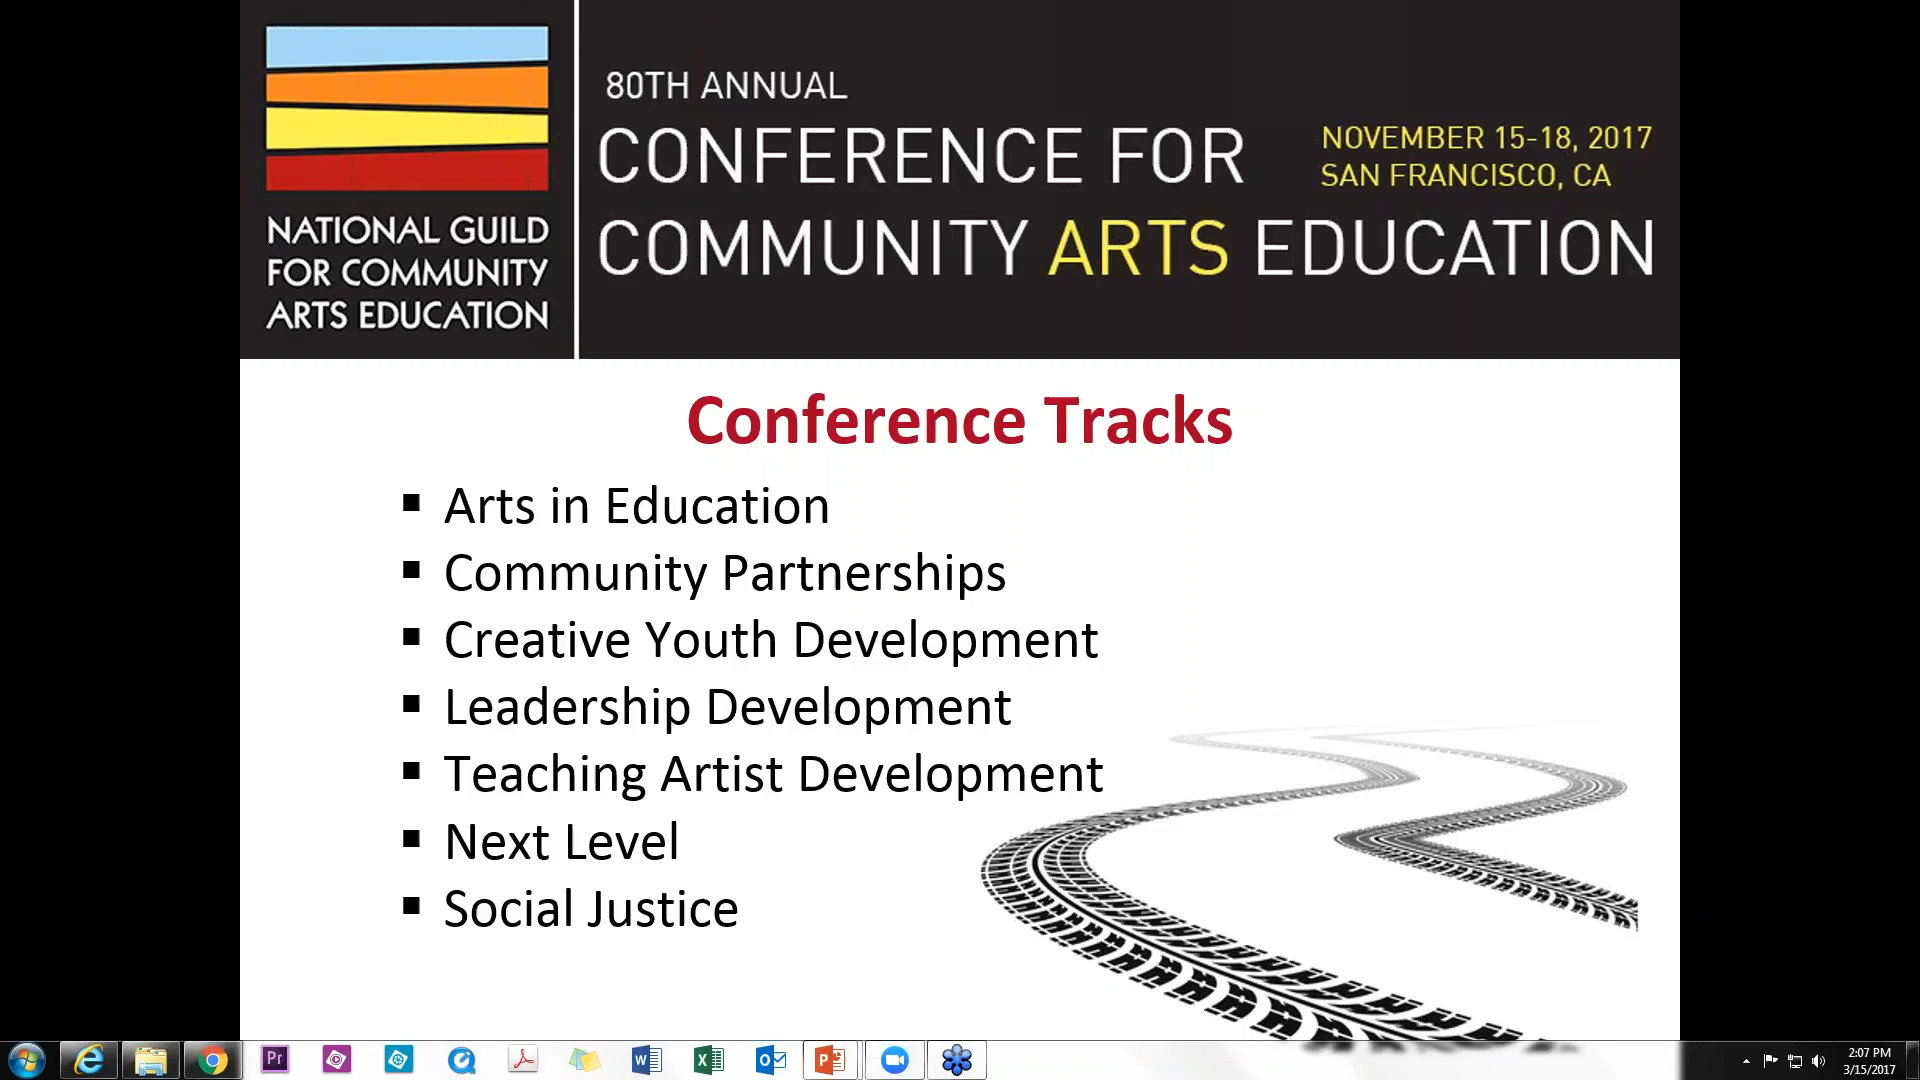 80TH ANNUAL
CONFERENCE FOR
COMMUNITY ARTS EDUCATION
NOVEMBER 15-18, 2017
SAN FRANCISCO, CA
NATIONAL GUILD
FOR COMMUNITY
ARTS EDUCATION
Conference Tracks
▪ Arts in Education
▪ Community Partnerships
▪ Creative Youth Development
▪ Leadership Development
▪ Teaching Artist Development
▪ Next Level
▪ Social Justice
Pr
2:07 PM
3/15/2017